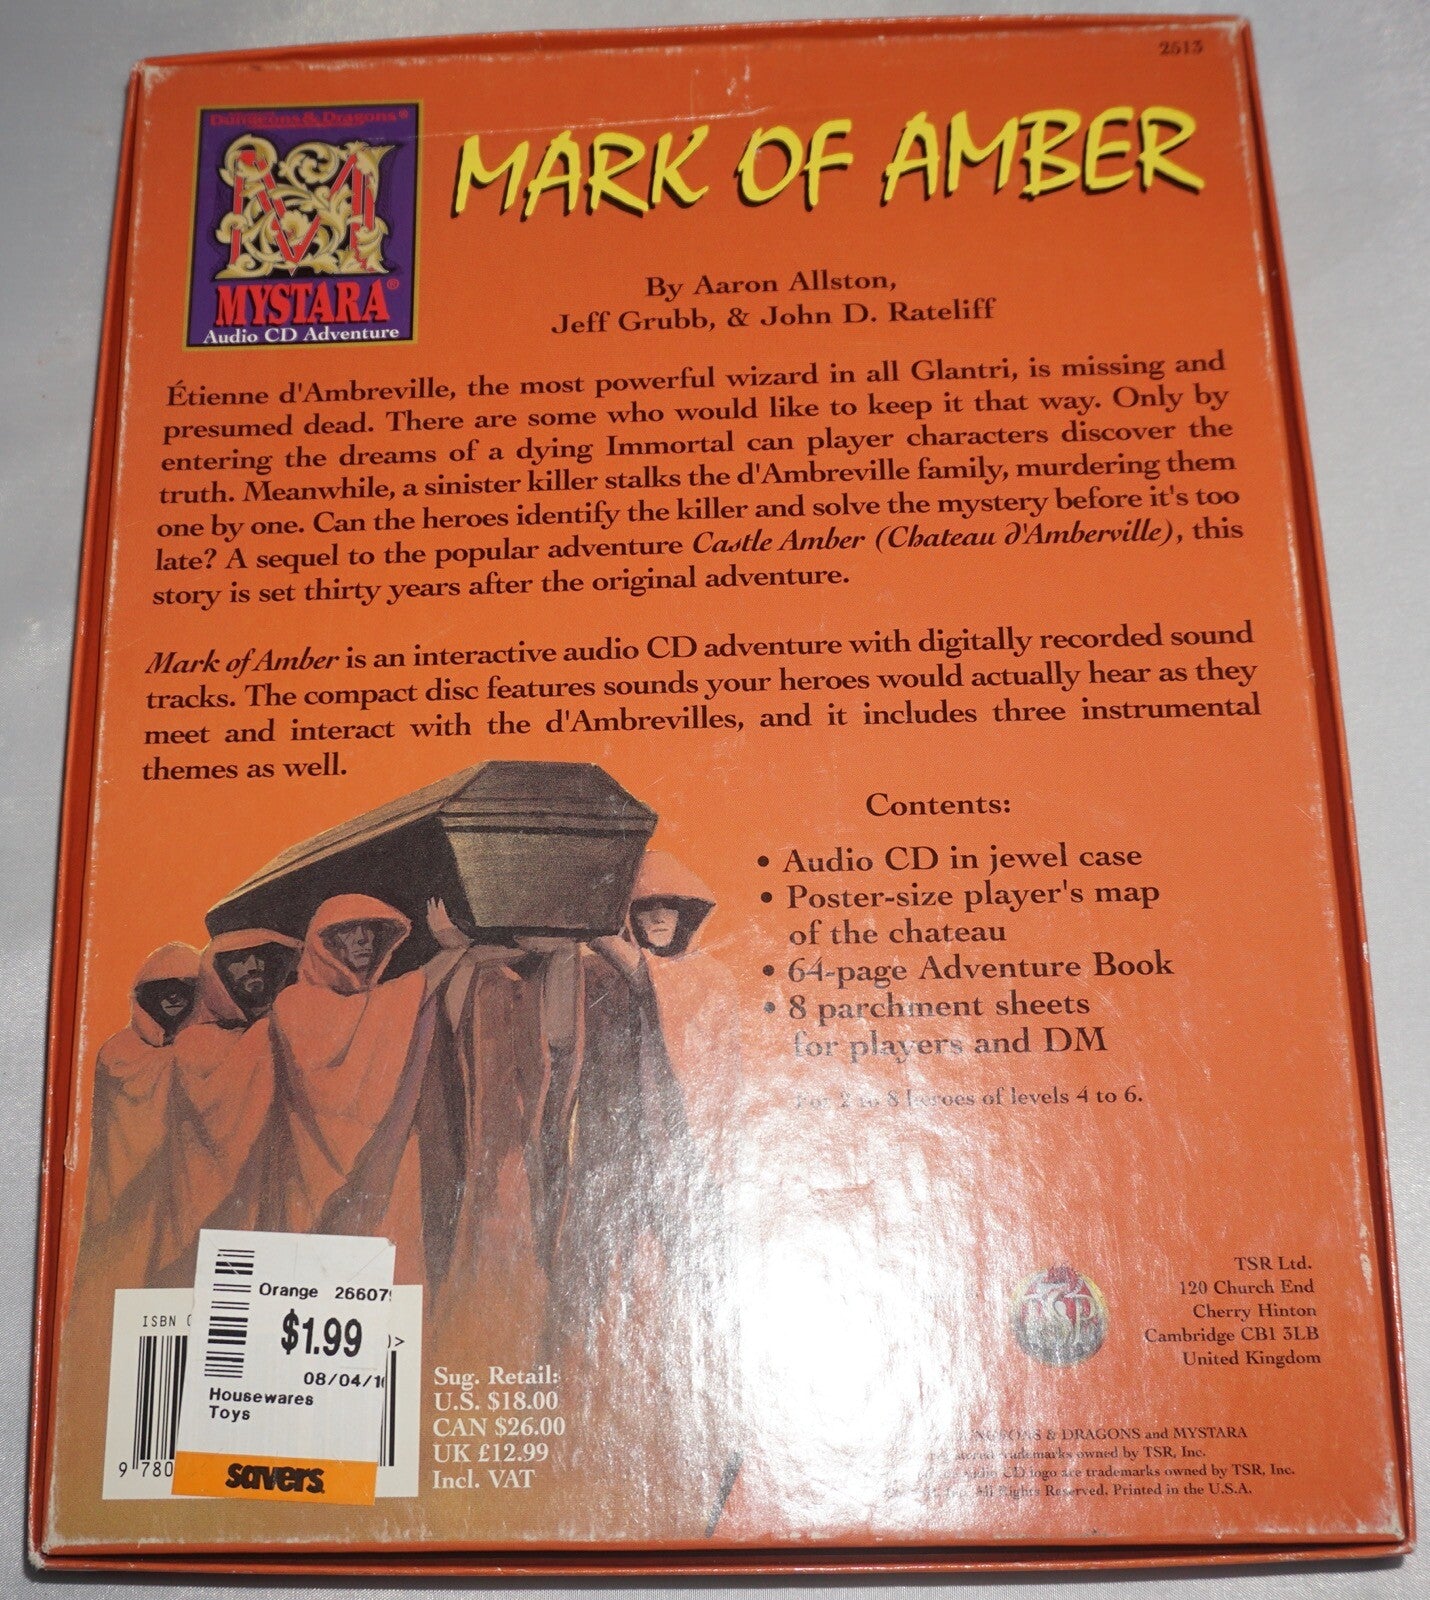 2513
Dungeons & Dragons®
MYSTARA®
Audio CD Adventure
MARK OF AMBER
By Aaron Allston,
Jeff Grubb, & John D. Rateliff
Étienne d'Ambreville, the most powerful wizard in all Glantri, is missing and
presumed dead. There are some who would like to keep it that way. Only by
entering the dreams of a dying Immortal can player characters discover the
truth. Meanwhile, a sinister killer stalks the d'Ambreville family, murdering them
one by one. Can the heroes identify the killer and solve the mystery before it's too
late? A sequel to the popular adventure Castle Amber (Chateau d'Amberville), this
story is set thirty years after the original adventure.
Mark of Amber is an interactive audio CD adventure with digitally recorded sound
tracks. The compact disc features sounds your heroes would actually hear as they
meet and interact with the d'Ambrevilles, and it includes three instrumental
themes as well.
Contents:
• Audio CD in jewel case
• Poster-size player's map
of the chateau
• 64-page Adventure Book
• 8 parchment sheets
for players and DM
For 2 to 8 heroes of levels 4 to 6.
ISBN 0
9 780
Orange 26607
$1.99
08/04/1
Housewares
Toys
savers
Sug. Retail:
U.S. $18.00
CAN $26.00
UK £12.99
Incl. VAT
TSR
TSR Ltd.
120 Church End
Cherry Hinton
Cambridge CB1 3LB
United Kingdom
& DRAGONS and MYSTARA
trademarks owned by TSR, Inc.
CD logo are trademarks owned by TSR, Inc.
All Rights Reserved. Printed in the U.S.A.